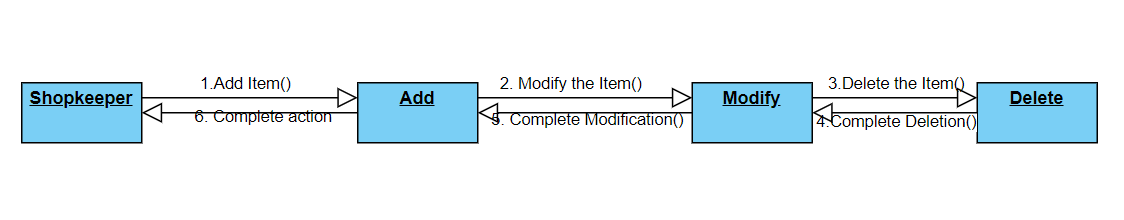 1.Add Item()
2. Modify the Item()
3.Delete the Item()
Shopkeeper
Add
Modify
Delete
6. Complete action
5. Complete Modification()
4.Complete Deletion()